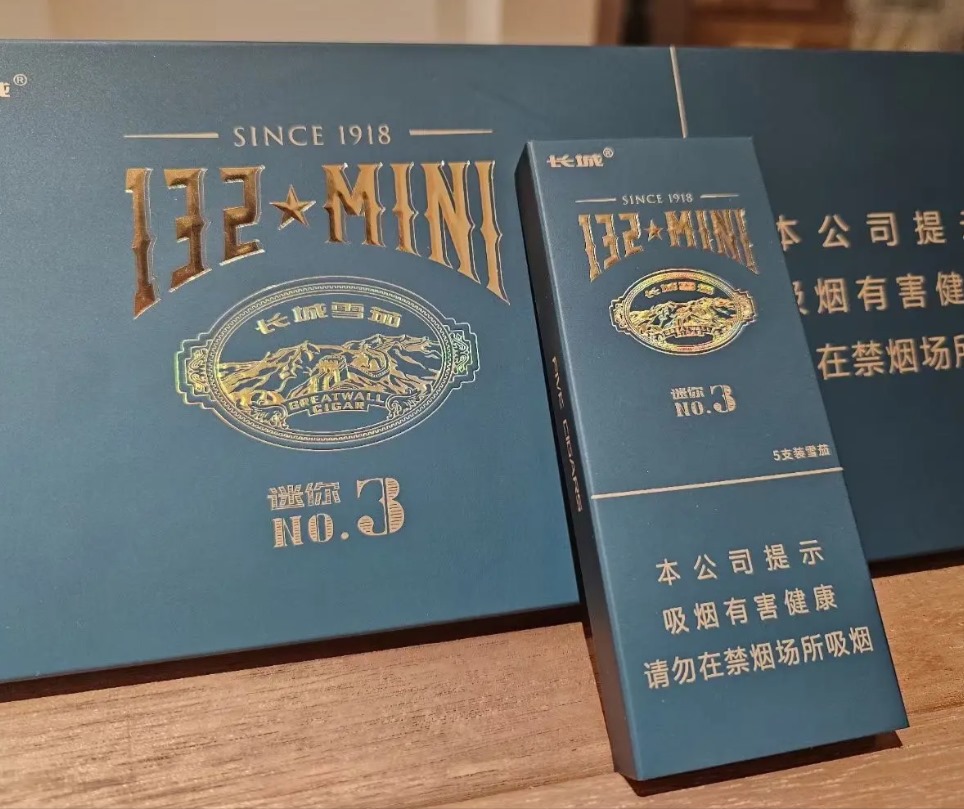 ®
SINCE 1918
132★MINI
长城雪茄
GREATWALL
CIGAR
迷你
NO.3
长城®
SINCE 1918
132★MINI
长城雪茄
迷你
NO.3
5支装雪茄
本公司提示
吸烟有害健康
请勿在禁烟场所吸烟
FIVE CIGARS
本公司提
吸烟有害健
在禁烟场所